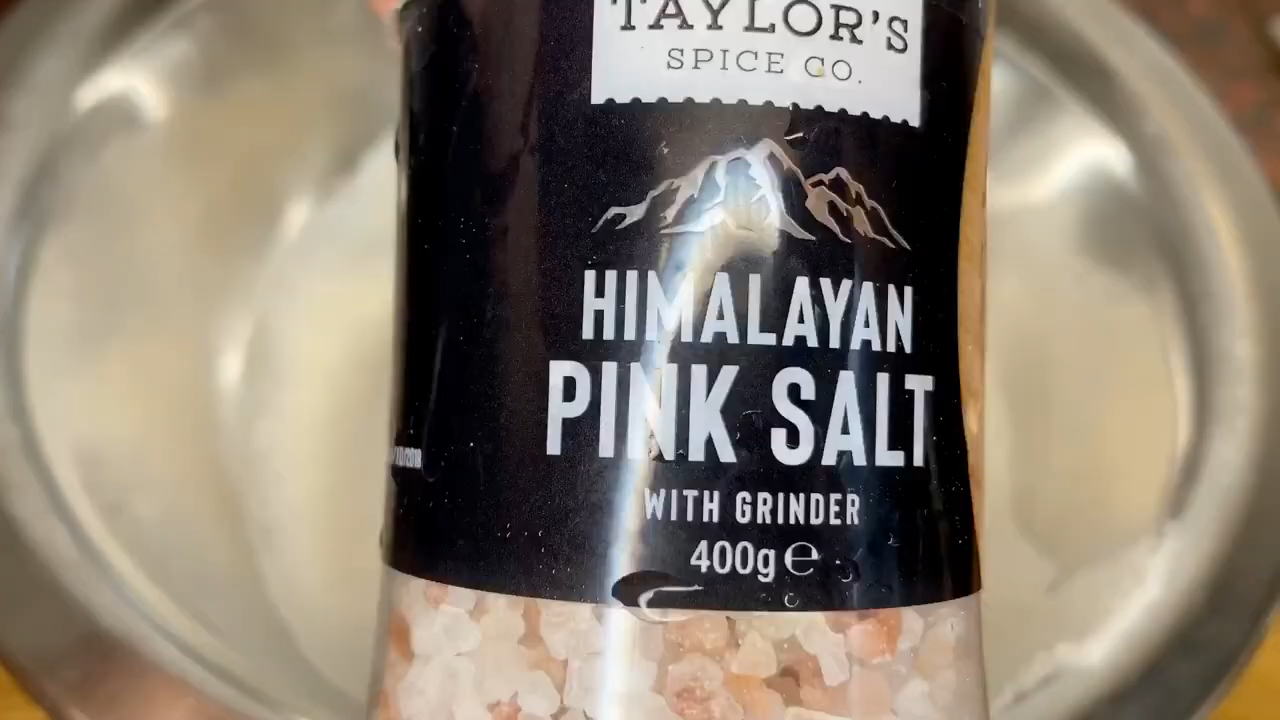 TAYLOR'S
SPICE CO.
HIMALAYAN
PINK SALT
WITH GRINDER
400g ℮